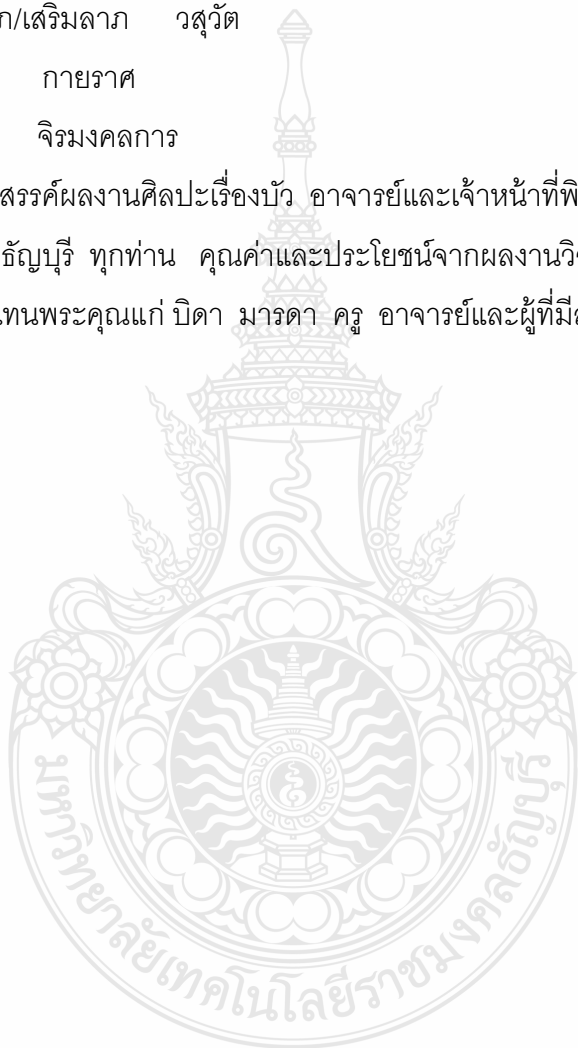 /เสริมลาภ วสุวัต
กายราศ
จิรมงคลการ
สรรค์ผลงานศิลปะเรื่องบัว อาจารย์และเจ้าหน้าที่
ธัญบุรี ทุกท่าน คุณค่าและประโยชน์จากผลงาน
แทนพระคุณแก่ บิดา มารดา ครู อาจารย์และผู้ที่มี
มหาวิทยาลัยเทคโนโลยีราชมงคลธัญบุรี